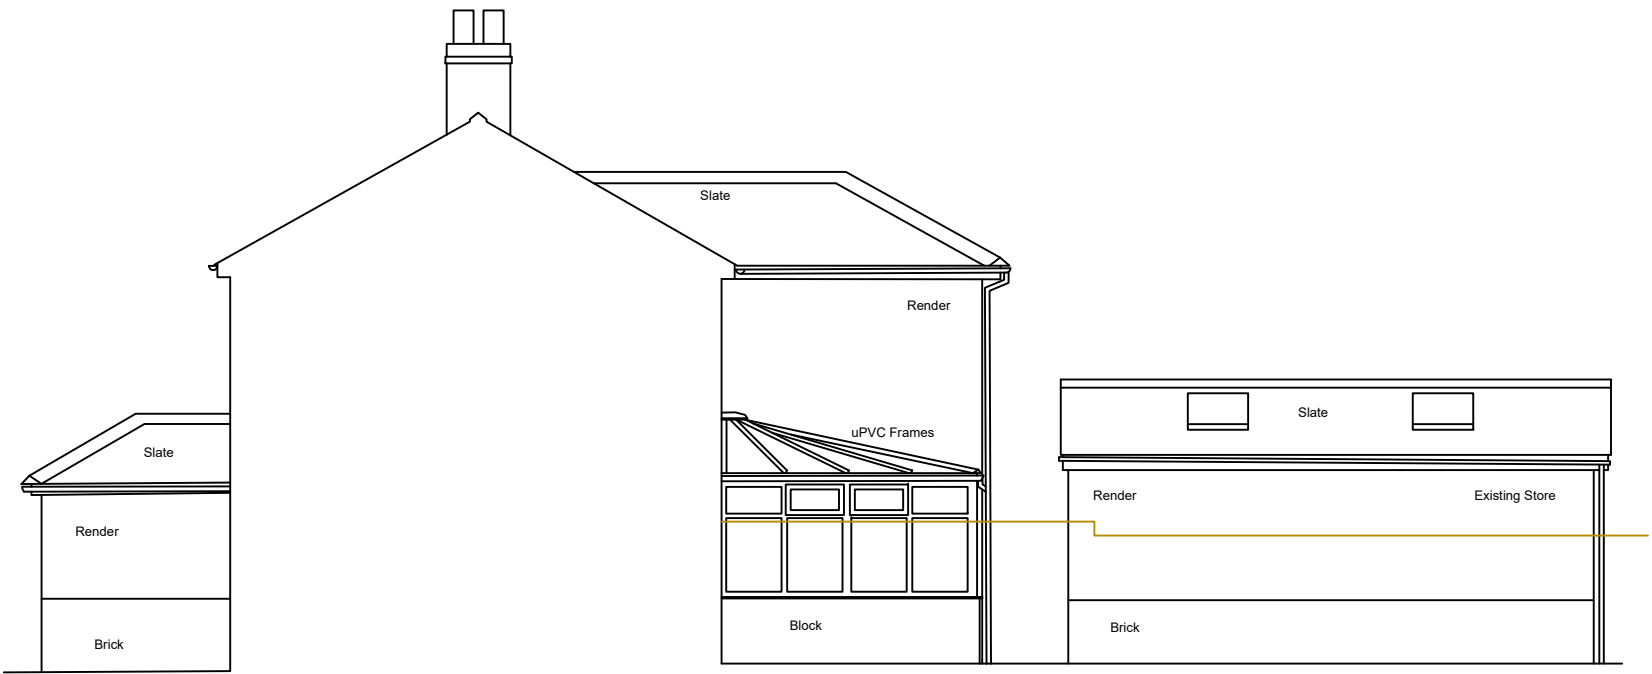 Slate
Render
uPVC Frames
Slate
Slate
Render
Existing Store
Render
Block
Brick
Brick